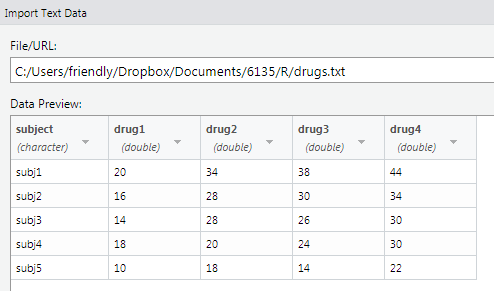 Import Text Data
File/URL:
C:/Users/friendly/Dropbox/Documents/6135/R/drugs.txt
Data Preview:
subject drug1 drug2 drug3 drug4
(character) (double) (double) (double) (double)
subj1 20 34 38 44
subj2 16 28 30 34
subj3 14 28 26 30
subj4 18 20 24 30
subj5 10 18 14 22